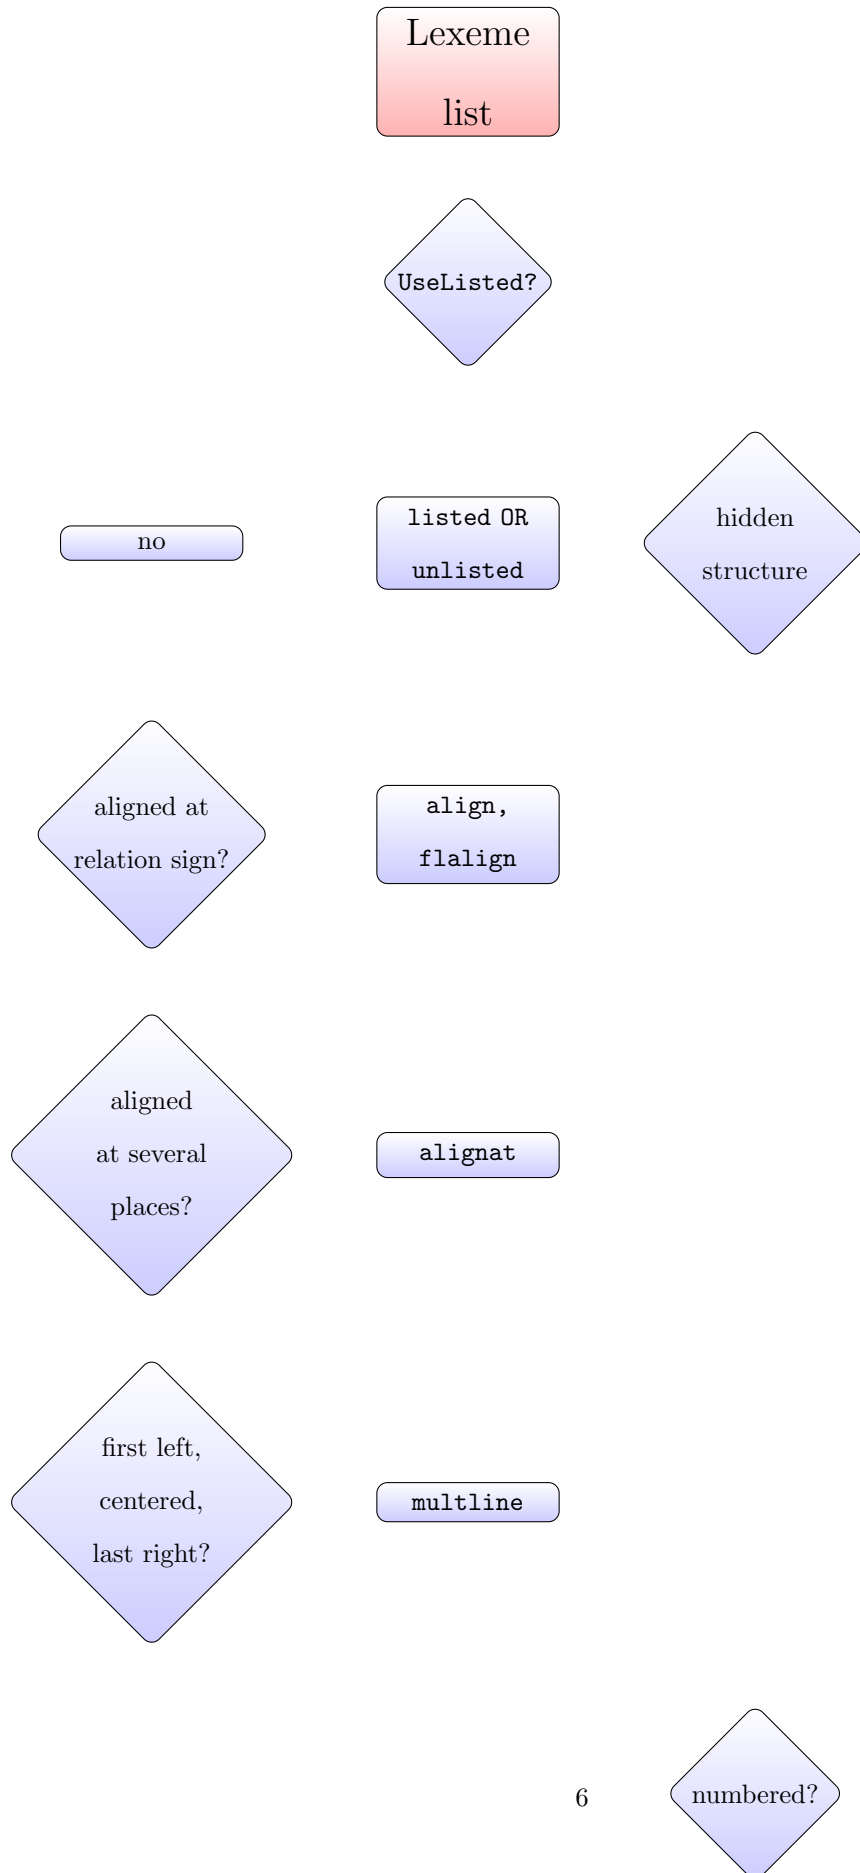 Lexeme
list
UseListed?
no
listed OR
unlisted
hidden
structure
aligned at
relation sign?
align,
flalign
aligned
at several
places?
alignat
first left,
centered,
last right?
multline
6
numbered?